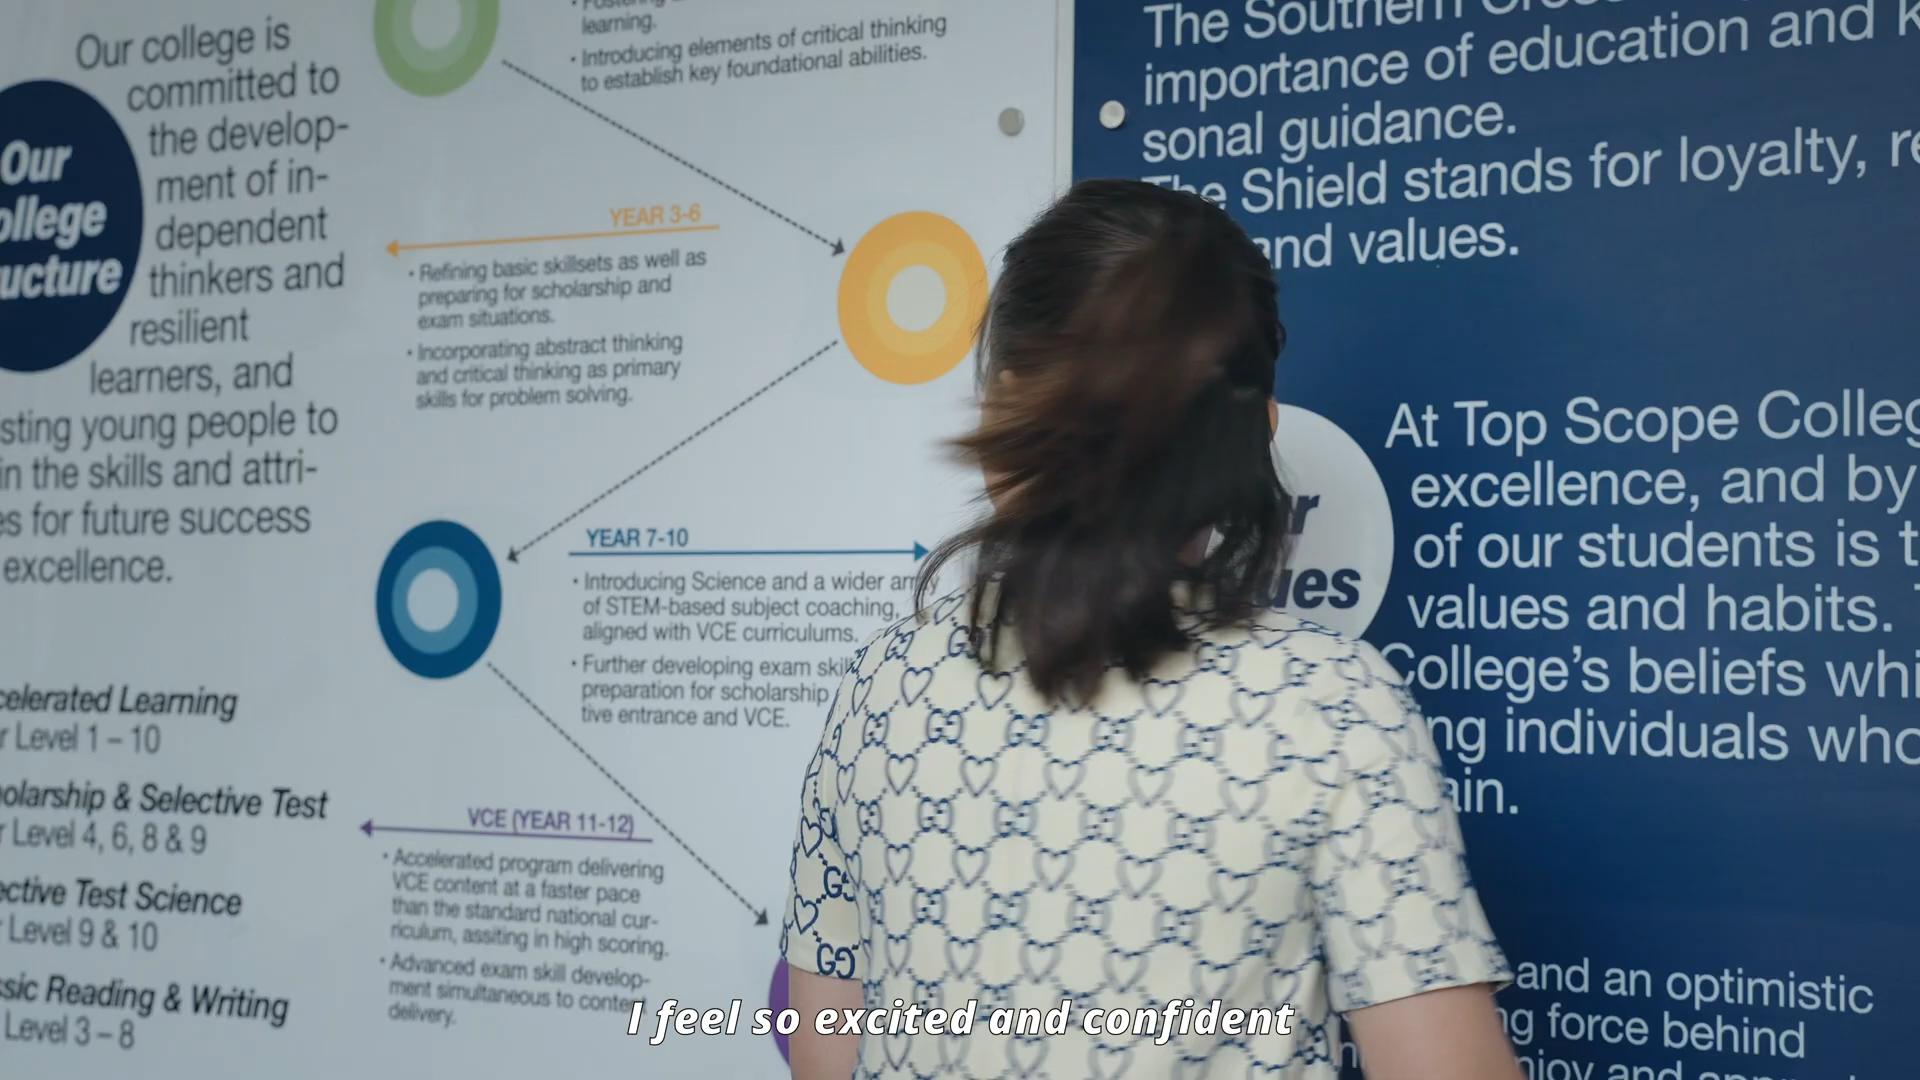 Our college is
committed to
the develop-
ment of in-
dependent
thinkers and
resilient
learners, and
sting young people to
in the skills and attri-
es for future success
excellence.
Our
ollege
ucture
celerated Learning
r Level 1 – 10
olarship & Selective Test
r Level 4, 6, 8 & 9
ective Test Science
Level 9 & 10
ssic Reading & Writing
Level 3 – 8
learning.
• Introducing elements of critical thinking
to establish key foundational abilities.
YEAR 3-6
• Refining basic skillsets as well as
preparing for scholarship and
exam situations.
• Incorporating abstract thinking
and critical thinking as primary
skills for problem solving.
YEAR 7-10
• Introducing Science and a wider array
of STEM-based subject coaching,
aligned with VCE curriculums.
• Further developing exam skil
preparation for scholarship
tive entrance and VCE.
VCE (YEAR 11-12)
• Accelerated program delivering
VCE content at a faster pace
than the standard national cur-
riculum, assiting in high scoring.
• Advanced exam skill develop-
ment simultaneous to content
delivery.
The Southern Cross
importance of education and k
sonal guidance.
The Shield stands for loyalty, re
and values.
ues
At Top Scope Colleg
excellence, and by
of our students is t
values and habits.
College's beliefs whi
ng individuals who
ain.
and an optimistic
ng force behind
njoy and
I feel so excited and confident